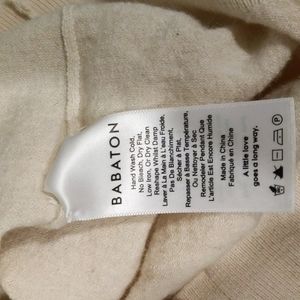 BABATON
Hand Wash Cold,
No Bleach, Dry Flat,
Low Iron, Or Dry Clean
Reshape Whilst Damp
Laver À La Main À L'eau Froide,
Pas De Blanchiment,
Sécher À Plat,
Repasser À Basse Température,
Ou Nettoyer À Sec
Remodeler Pendant Que
L'article Est Encore Humide
Made in China
Fabriqué en Chine
A little love
goes a long way.